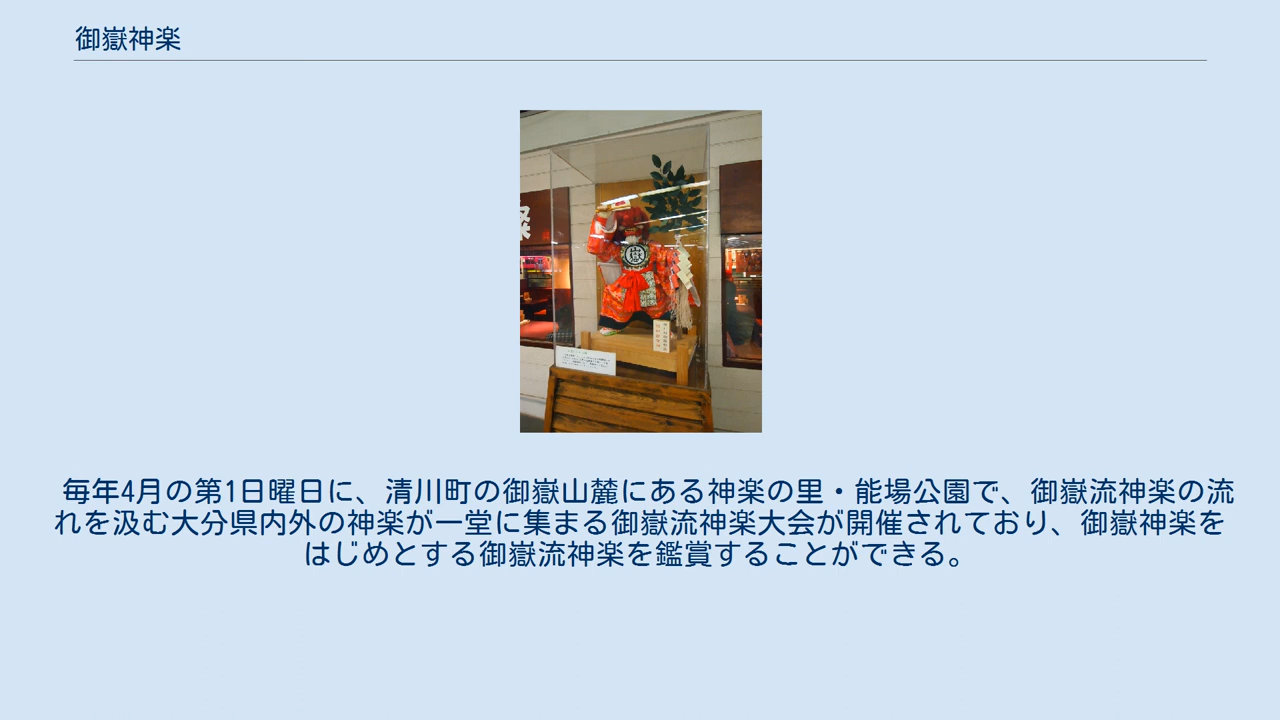 御嶽神楽
祭
嶽
毎年4月の第1日曜日に、清川町の御嶽山麓にある神楽の里・能場公園で、御嶽流神楽の流
れを汲む大分県内外の神楽が一堂に集まる御嶽流神楽大会が開催されており、御嶽神楽を
はじめとする御嶽流神楽を鑑賞することができる。